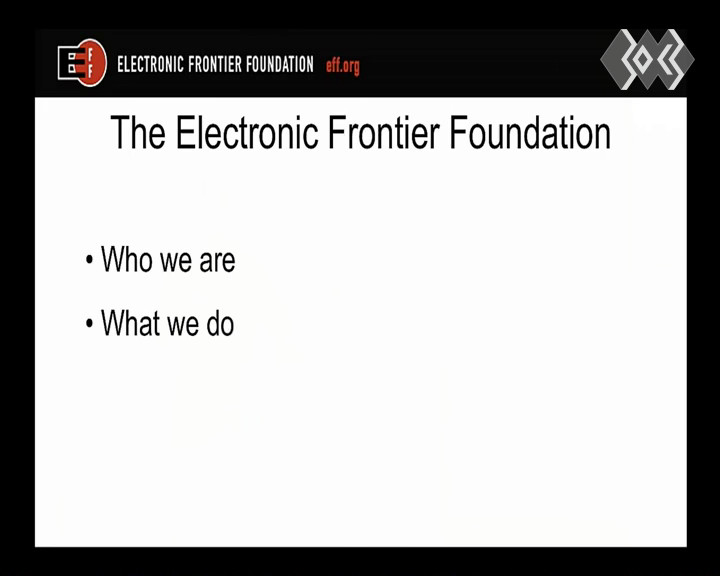 EFF
ELECTRONIC FRONTIER FOUNDATION eff.org
The Electronic Frontier Foundation
• Who we are
• What we do